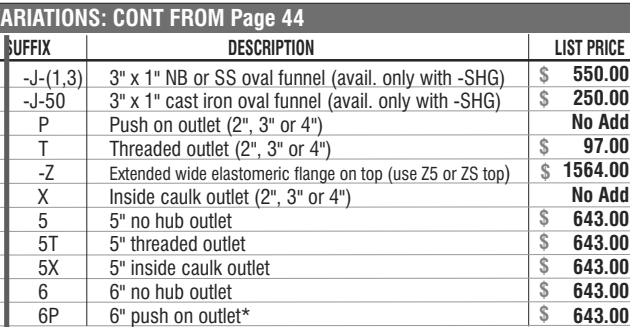 ARIATIONS: CONT FROM Page 44
SUFFIX DESCRIPTION LIST PRICE
-J-(1,3) 3" x 1" NB or SS oval funnel (avail. only with -SHG) $ 550.00
-J-50 3" x 1" cast iron oval funnel (avail. only with -SHG) $ 250.00
P Push on outlet (2", 3" or 4") No Add
T Threaded outlet (2", 3" or 4") $ 97.00
-Z Extended wide elastomeric flange on top (use Z5 or ZS top) $ 1564.00
X Inside caulk outlet (2", 3" or 4") No Add
5 5" no hub outlet $ 643.00
5T 5" threaded outlet $ 643.00
5X 5" inside caulk outlet $ 643.00
6 6" no hub outlet $ 643.00
6P 6" push on outlet* $ 643.00